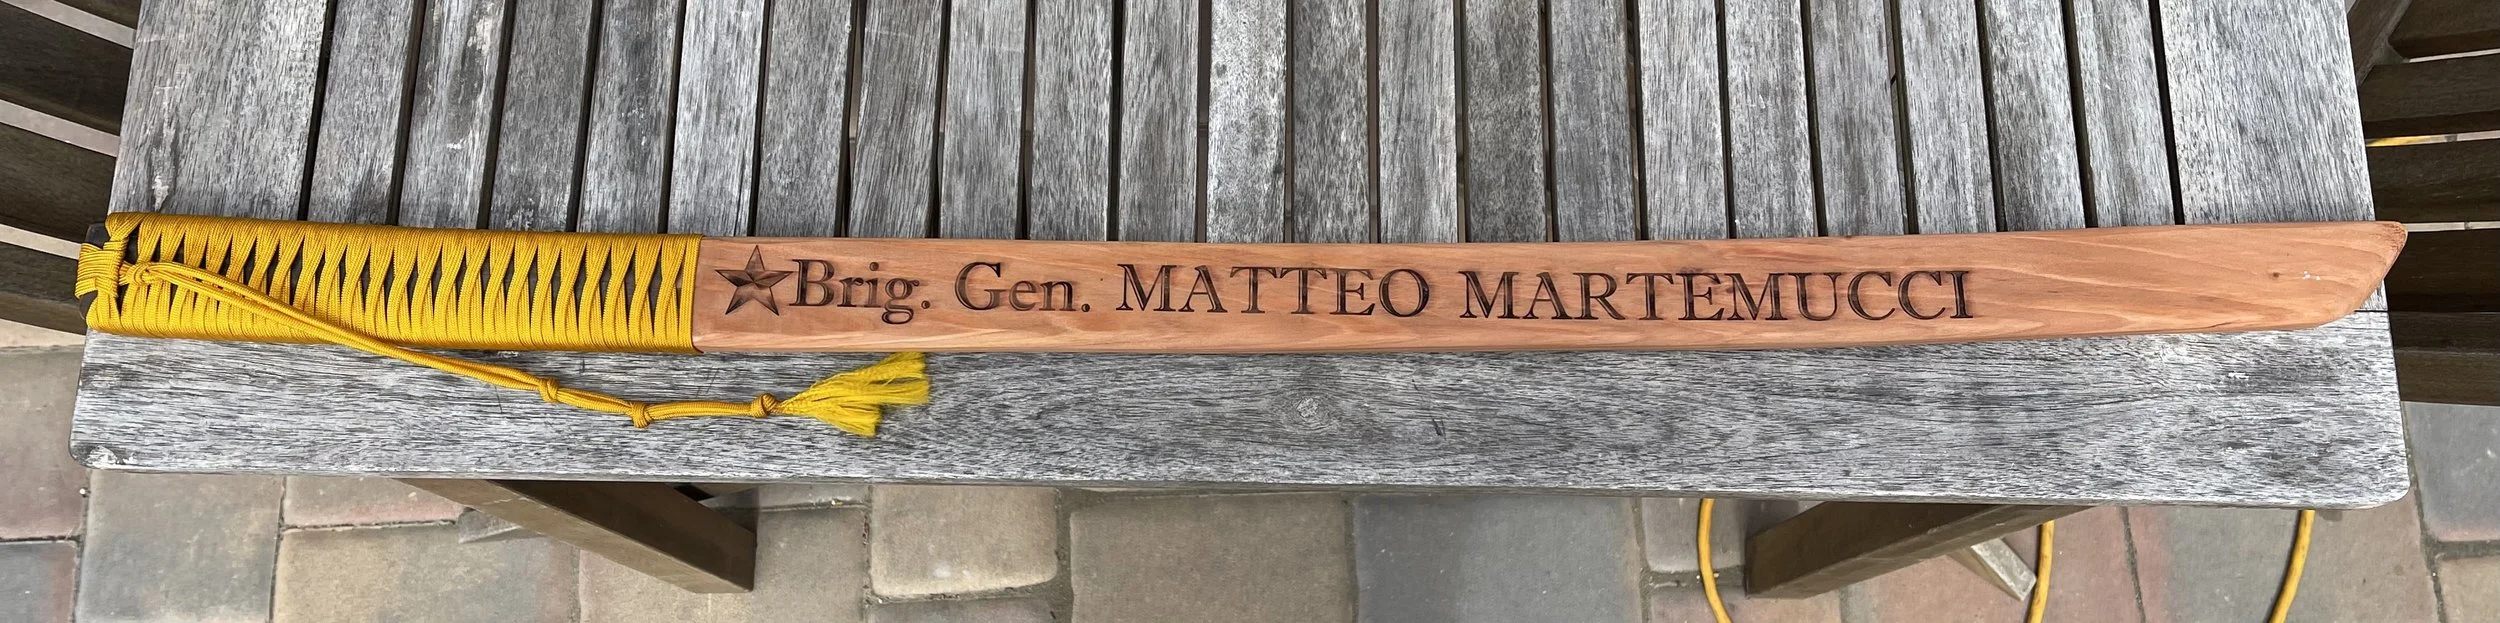 Brig. Gen. MATTEO MARTEMUCCI